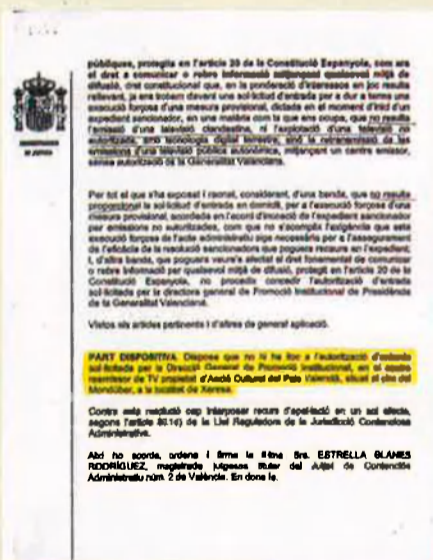 públiques, protegits en l'article 20 de la Constitució Espanyola, com ara
el dret a comunicar o rebre informació mitjançant qualsevol mitjà de
difusió, dret constitucional que, en la ponderació d'interessos en joc resulta
rellevant, ja ens trobem davant una sol·licitud d'entrada per a dur a terme una
execució forçosa d'una mesura provisional, dictada en el moment d'inici d'un
expedient sancionador, en una matèria com la que ens ocupa, que no resulta
l'emissió d'una televisió clandestina, ni l'explotació d'una televisió no
autoritzada, amb tecnologia digital terrestre, sinó la retransmissió de les
emissions d'una televisió pública autonòmica, mitjançant un centre emissor,
sense autorització de la Generalitat Valenciana.
Per tot el que s'ha exposat i raonat, considerant, d'una banda, que no resulta
proporcional la sol·licitud d'entrada en domicili, per a l'execució forçosa d'una
mesura provisional, acordada en l'acord d'incoació de l'expedient sancionador
per emissions no autoritzades, com que no s'acomplix l'exigència que esta
execució forçosa de l'acte administratiu siga necessària per a l'assegurament
de l'eficàcia de la resolució sancionadora que poguera recaure en l'expedient
i, d'altra banda, que poguera veure's afectat el dret fonamental de comunicar
o rebre informació per qualsevol mitjà de difusió, protegit en l'article 20 de la
Constitució Espanyola, no procedix concedir l'autorització d'entrada
sol·licitada per la directora general de Promoció Institucional de Presidència
de la Generalitat Valenciana.
Vistos els articles pertinents i d'altres de general aplicació.
PART DISPOSITIVA. Dispose que no hi ha lloc a l'autorització d'entrada
sol·licitada per la Direcció General de Promoció Institucional, en el centre
reemissor de TV propietat d'Acció Cultural del País Valencià, situat al pic del
Mondúber, a la localitat de Xeresa.
Contra esta resolució cap interposar recurs d'apel·lació en un sol efecte,
segons l'article 80.1d) de la Llei Reguladora de la Jurisdicció Contenciosa
Administrativa.
Així ho acorda, ordena i firma la Il·lma Sra. ESTRELLA BLANES
RODRÍGUEZ, magistrada jutgessa titular del Jutjat de Contenciós
Administratiu núm. 2 de València. En done fe.